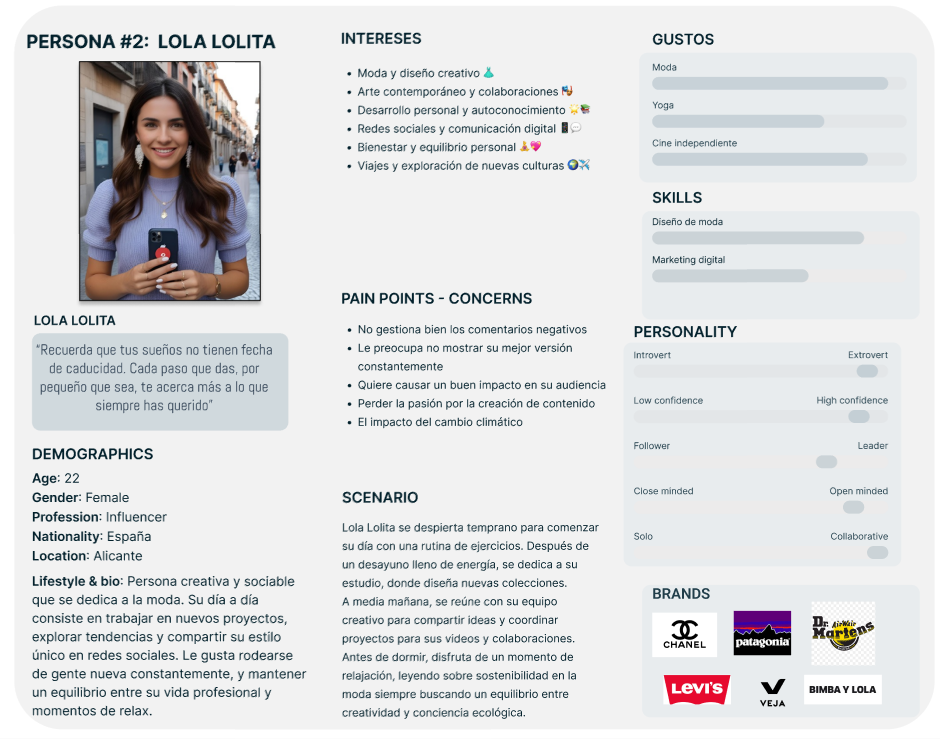 PERSONA #2: LOLA LOLITA
LOLA LOLITA
“Recuerda que tus sueños no tienen fecha
de caducidad. Cada paso que das, por
pequeño que sea, te acerca más a lo que
siempre has querido”
DEMOGRAPHICS
Age: 22
Gender: Female
Profession: Influencer
Nationality: España
Location: Alicante
Lifestyle & bio: Persona creativa y sociable
que se dedica a la moda. Su día a día
consiste en trabajar en nuevos proyectos,
explorar tendencias y compartir su estilo
único en redes sociales. Le gusta rodearse
de gente nueva constantemente, y mantener
un equilibrio entre su vida profesional y
momentos de relax.
INTERESES
• Moda y diseño creativo 👗
• Arte contemporáneo y colaboraciones 🎭
• Desarrollo personal y autoconocimiento 🌟📚
• Redes sociales y comunicación digital 📱💬
• Bienestar y equilibrio personal 🧘💖
• Viajes y exploración de nuevas culturas 🌍✈️
PAIN POINTS - CONCERNS
• No gestiona bien los comentarios negativos
• Le preocupa no mostrar su mejor versión
constantemente
• Quiere causar un buen impacto en su audiencia
• Perder la pasión por la creación de contenido
• El impacto del cambio climático
SCENARIO
Lola Lolita se despierta temprano para comenzar
su día con una rutina de ejercicios. Después de
un desayuno lleno de energía, se dedica a su
estudio, donde diseña nuevas colecciones.
A media mañana, se reúne con su equipo
creativo para compartir ideas y coordinar
proyectos para sus videos y colaboraciones.
Antes de dormir, disfruta de un momento de
relajación, leyendo sobre sostenibilidad en la
moda siempre buscando un equilibrio entre
creatividad y conciencia ecológica.
GUSTOS
Moda
Yoga
Cine independiente
SKILLS
Diseño de moda
Marketing digital
PERSONALITY
Introvert Extrovert
Low confidence High confidence
Follower Leader
Close minded Open minded
Solo Collaborative
BRANDS
CHANEL
patagonia
Dr. AirWair
Martens
LEVI'S
VEJA
BIMBA Y LOLA